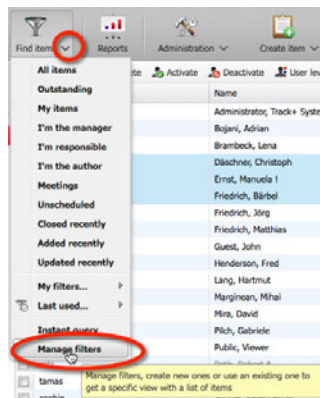 Find item
Reports
Administration
Create item
All items
Outstanding
My items
I'm the manager
I'm responsible
I'm the author
Meetings
Unscheduled
Closed recently
Added recently
Updated recently
My filters...
Last used...
Instant query
Manage filters
Activate
Deactivate
User lev
Name
Administrator, Track+ Syste
Bojani, Adrian
Brambeck, Lena
Däschner, Christoph
Ernst, Manuela !
Friedrich, Bärbel
Friedrich, Jörg
Friedrich, Matthias
Guest, John
Henderson, Fred
Lang, Hartmut
Marginean, Mihai
Mira, David
Pilch, Gabriele
Public, Viewer
tamas
Manage filters, create new ones or use an existing one to
get a specific view with a list of items